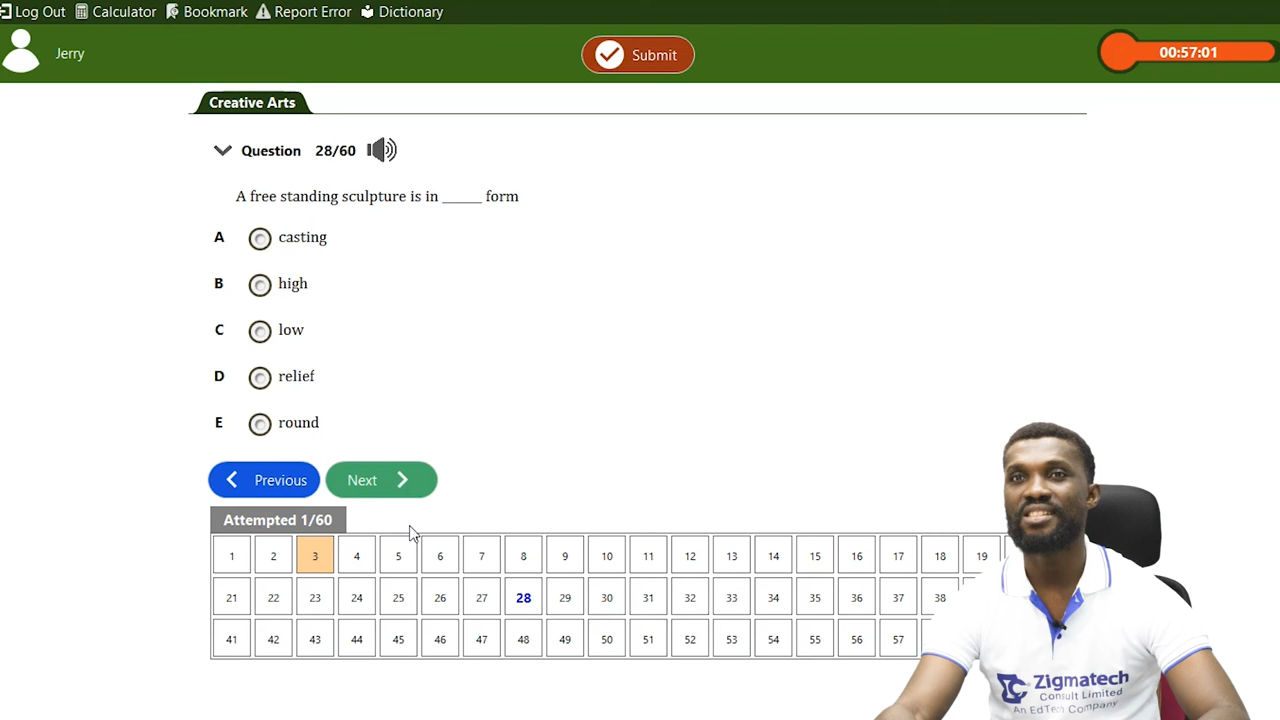 Log Out Calculator Bookmark Report Error Dictionary
Jerry
Submit
00:57:01
Creative Arts
Question 28/60
A free standing sculpture is in _____ form
A casting
B high
C low
D relief
E round
Previous Next
Attempted 1/60
1 2 3 4 5 6 7 8 9 10 11 12 13 14 15 16 17 18 19
21 22 23 24 25 26 27 28 29 30 31 32 33 34 35 36 37 38
41 42 43 44 45 46 47 48 49 50 51 52 53 54 55 56 57
Zigmatech
Consult Limited
An EdTech Company